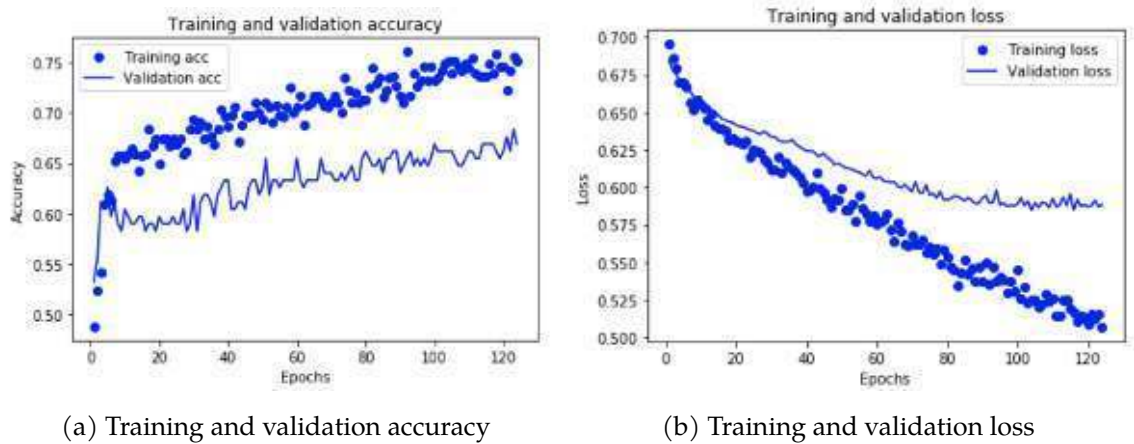 Training and validation accuracy
Training acc
Validation acc
0.75
0.70
0.65
0.60
0.55
0.50
Accuracy
0 20 40 60 80 100 120
Epochs
(a) Training and validation accuracy
Training and validation loss
Training loss
Validation loss
0.700
0.675
0.650
0.625
0.600
0.575
0.550
0.525
0.500
Loss
0 20 40 60 80 100 120
Epochs
(b) Training and validation loss